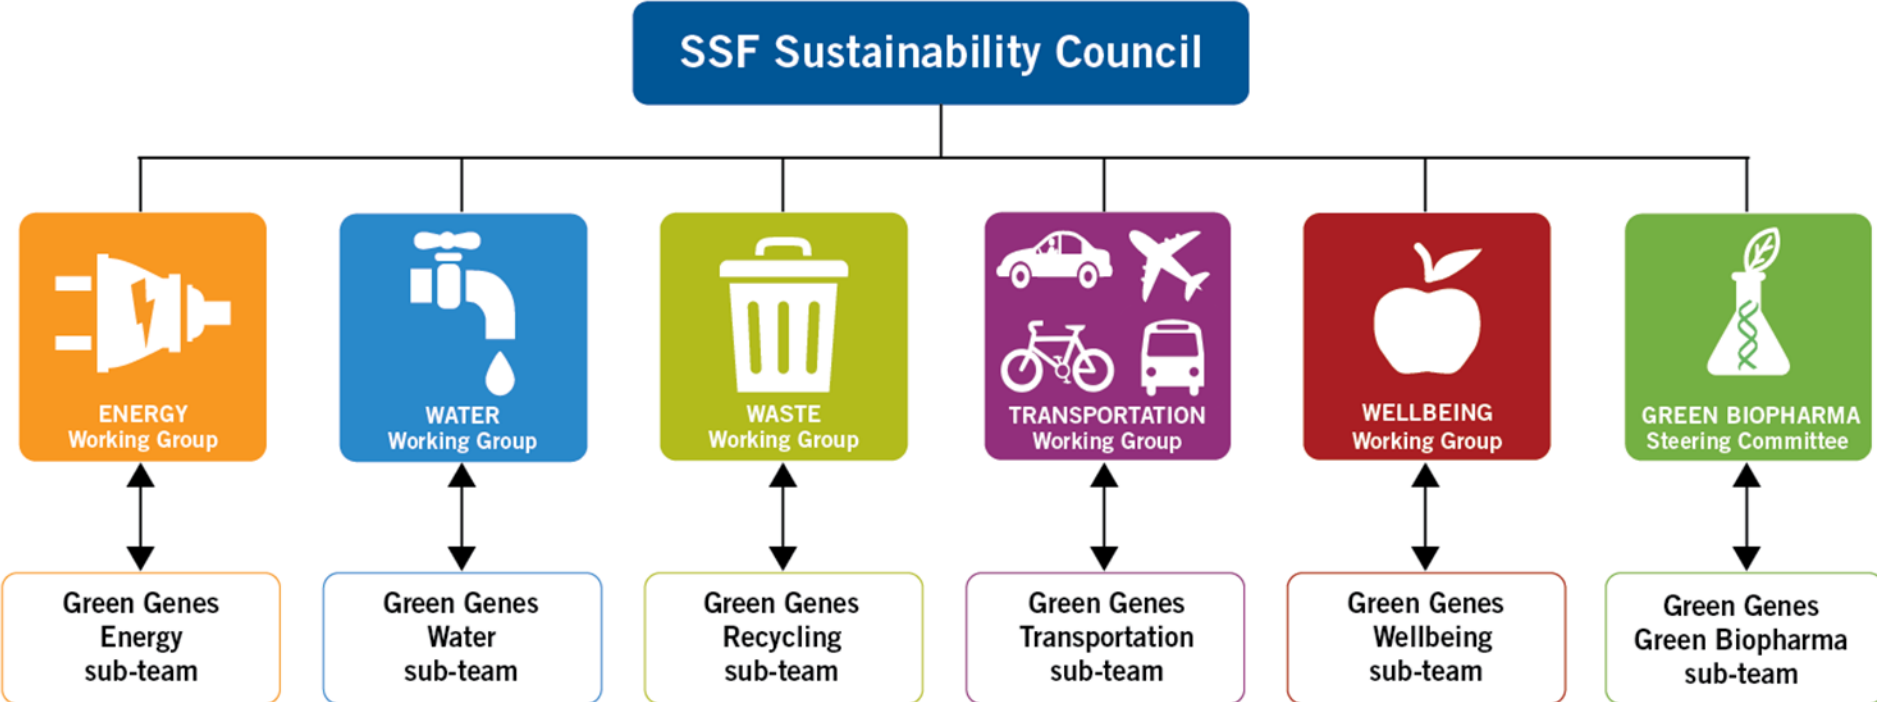 SSF Sustainability Council
ENERGY
Working Group
WATER
Working Group
WASTE
Working Group
TRANSPORTATION
Working Group
WELLBEING
Working Group
GREEN BIOPHARMA
Steering Committee
Green Genes
Energy
sub-team
Green Genes
Water
sub-team
Green Genes
Recycling
sub-team
Green Genes
Transportation
sub-team
Green Genes
Wellbeing
sub-team
Green Genes
Green Biopharma
sub-team